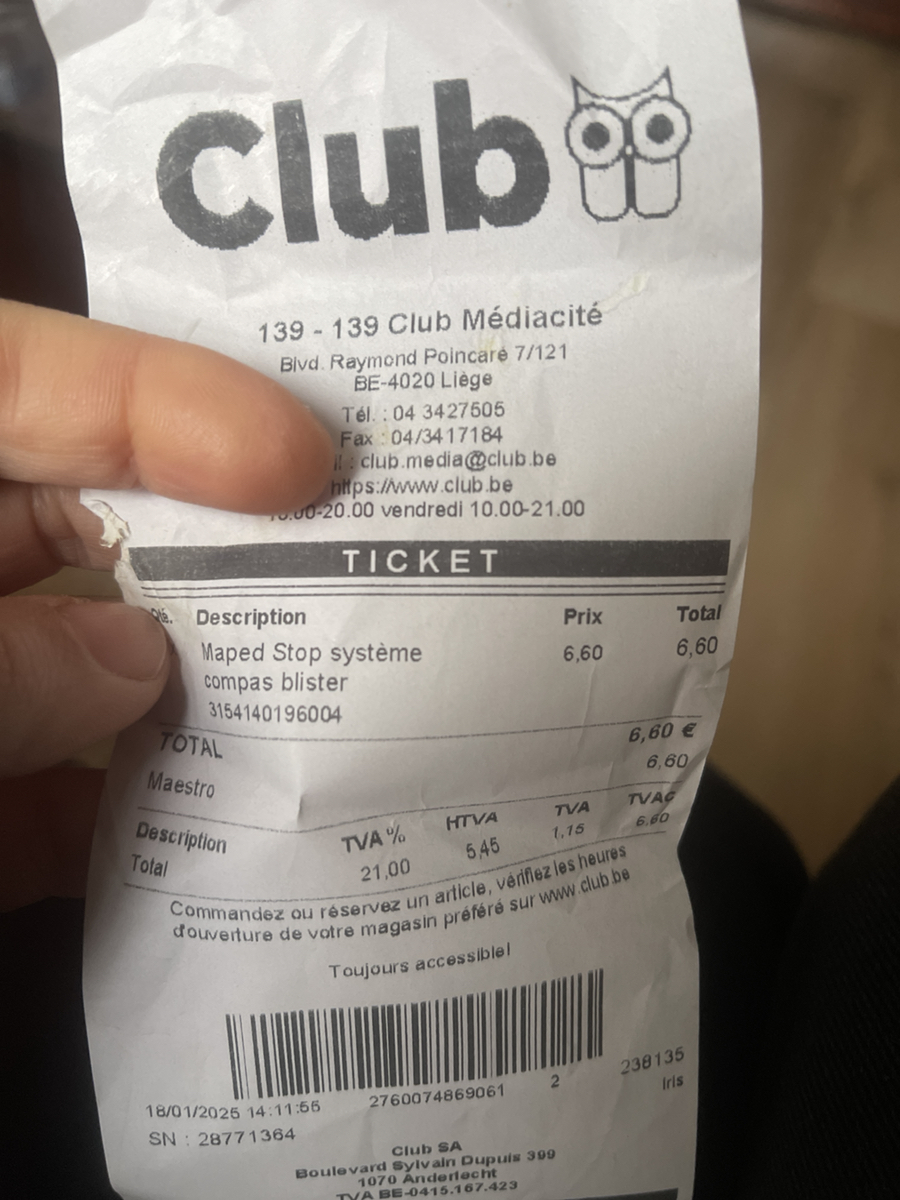 Club
139 - 139 Club Médiacité
Blvd. Raymond Poincaré 7/121
BE-4020 Liège
Tél. : 04 3427505
Fax : 04/3417184
: club.media@club.be
https://www.club.be
-20.00 vendredi 10.00-21.00
TICKET
Qté. Description Prix Total
Maped Stop système 6,60 6,60
compas blister
3154140196004
TOTAL 6,60 €
Maestro 6,60
Description TVA % HTVA TVA TVAC
Total 21,00 5,45 1,15 6,60
Commandez ou réservez un article, vérifiez les heures
d'ouverture de votre magasin préféré sur www.club.be
Toujours accessible!
18/01/2025 14:11:55 2760074869061 2 238135
SN : 28771364 Iris
Club SA
Boulevard Sylvain Dupuis 399
1070 Anderlecht
TVA BE-0415.167.423